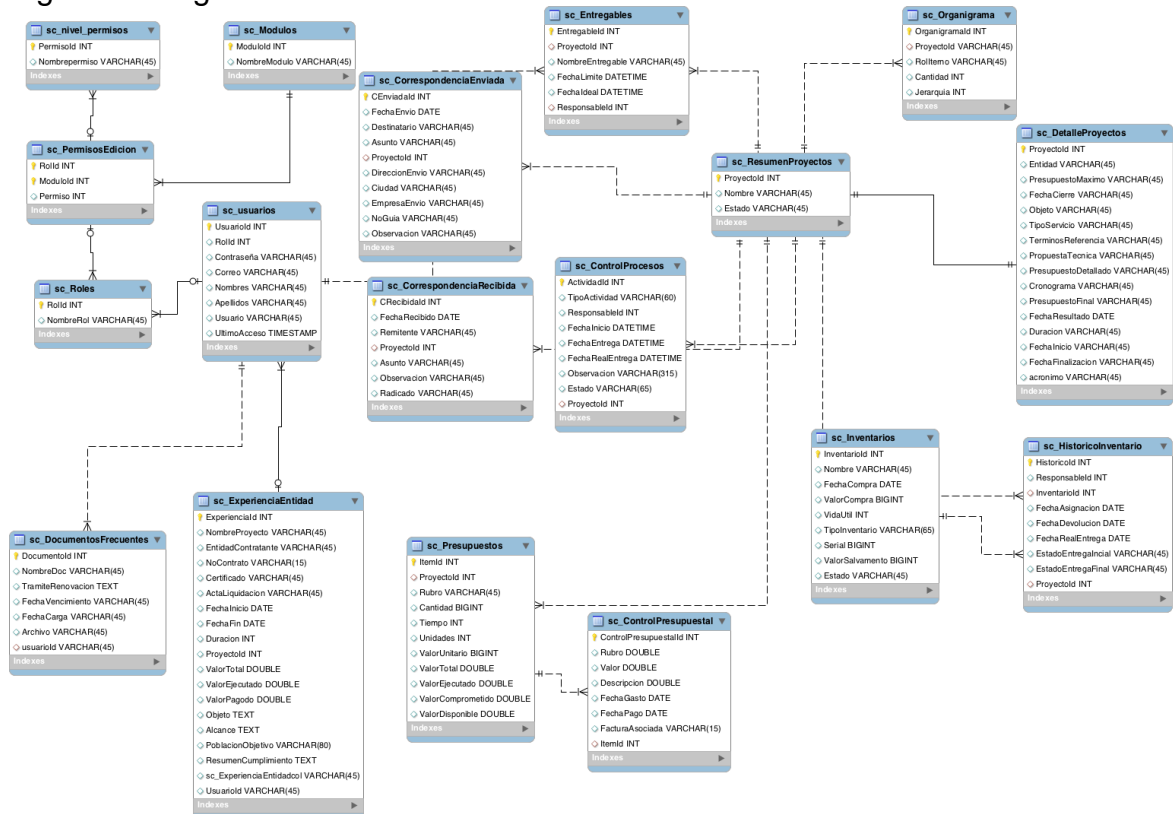 sc_nivel_permisos
PermisoId INT
Nombrepermiso VARCHAR(45)
Indexes
sc_Modulos
ModuloId INT
NombreModulo VARCHAR(45)
Indexes
sc_Entregables
EntregableId INT
ProyectoId INT
NombreEntregable VARCHAR(45)
FechaLimite DATETIME
FechaIdeal DATETIME
ResponsableId INT
Indexes
sc_Organigrama
OrganigramaId INT
ProyectoId VARCHAR(45)
RolItemo VARCHAR(45)
Cantidad INT
Jerarquia INT
Indexes
sc_CorrespondenciaEnviada
CEnviadaId INT
FechaEnvio DATE
Destinatario VARCHAR(45)
Asunto VARCHAR(45)
ProyectoId INT
DireccionEnvio VARCHAR(45)
Ciudad VARCHAR(45)
EmpresaEnvio VARCHAR(45)
NoGuia VARCHAR(45)
Observacion VARCHAR(45)
Indexes
sc_DetalleProyectos
ProyectoId INT
Entidad VARCHAR(45)
PresupuestoMaximo VARCHAR(45)
FechaCierre VARCHAR(45)
Objeto VARCHAR(45)
TipoServicio VARCHAR(45)
TerminosReferencia VARCHAR(45)
PropuestaTecnica VARCHAR(45)
PresupuestoDetallado VARCHAR(45)
Cronograma VARCHAR(45)
PresupuestoFinal VARCHAR(45)
FechaResultado DATE
Duracion VARCHAR(45)
FechaInicio VARCHAR(45)
FechaFinalizacion VARCHAR(45)
acronimo VARCHAR(45)
Indexes
sc_PermisosEdicion
RolId INT
ModuloId INT
Permiso INT
Indexes
sc_ResumenProyectos
ProyectoId INT
Nombre VARCHAR(45)
Estado VARCHAR(45)
Indexes
sc_usuarios
UsuarioId INT
RolId INT
Contraseña VARCHAR(45)
Correo VARCHAR(45)
Nombres VARCHAR(45)
Apellidos VARCHAR(45)
Usuario VARCHAR(45)
UltimoAcceso TIMESTAMP
Indexes
sc_Roles
RolId INT
NombreRol VARCHAR(45)
Indexes
sc_CorrespondenciaRecibida
CRecibidaId INT
FechaRecibido DATE
Remitente VARCHAR(45)
ProyectoId INT
Asunto VARCHAR(45)
Observacion VARCHAR(45)
Radicado VARCHAR(45)
Indexes
sc_ControlProcesos
ActividadId INT
TipoActividad VARCHAR(60)
ResponsableId INT
FechaInicio DATETIME
FechaEntrega DATETIME
FechaRealEntrega DATETIME
Observacion VARCHAR(315)
Estado VARCHAR(65)
ProyectoId INT
Indexes
sc_Inventarios
InventarioId INT
Nombre VARCHAR(45)
FechaCompra DATE
ValorCompra BIGINT
VidaUtil INT
TipoInventario VARCHAR(65)
Serial BIGINT
ValorSalvamento BIGINT
Estado VARCHAR(45)
Indexes
sc_HistoricoInventario
HistoricoId INT
ResponsableId INT
InventarioId INT
FechaAsignacion DATE
FechaDevolucion DATE
FechaRealEntrega DATE
EstadoEntregaIncial VARCHAR(45)
EstadoEntregaFinal VARCHAR(45)
ProyectoId INT
Indexes
sc_ExperienciaEntidad
ExperienciaId INT
NombreProyecto VARCHAR(45)
EntidadContratante VARCHAR(45)
NoContrato VARCHAR(15)
Certificado VARCHAR(45)
ActaLiquidacion VARCHAR(45)
FechaInicio DATE
FechaFin DATE
Duracion INT
ProyectoId INT
ValorTotal DOUBLE
ValorEjecutado DOUBLE
ValorPagodo DOUBLE
Objeto TEXT
Alcance TEXT
PoblacionObjetivo VARCHAR(80)
ResumenCumplimiento TEXT
sc_ExperienciaEntidadcol VARCHAR(45)
UsuarioId VARCHAR(45)
Indexes
sc_DocumentosFrecuentes
DocumentoId INT
NombreDoc VARCHAR(45)
TramiteRenovacion TEXT
FechaVencimiento VARCHAR(45)
FechaCarga VARCHAR(45)
Archivo VARCHAR(45)
usuarioId VARCHAR(45)
Indexes
sc_Presupuestos
ItemId INT
ProyectoId INT
Rubro VARCHAR(45)
Cantidad BIGINT
Tiempo INT
Unidades INT
ValorUnitario BIGINT
ValorTotal DOUBLE
ValorEjecutado DOUBLE
ValorComprometido DOUBLE
ValorDisponible DOUBLE
Indexes
sc_ControlPresupuestal
ControlPresupuestalId INT
Rubro DOUBLE
Valor DOUBLE
Descripcion DOUBLE
FechaGasto DATE
FechaPago DATE
FacturaAsociada VARCHAR(15)
ItemId INT
Indexes